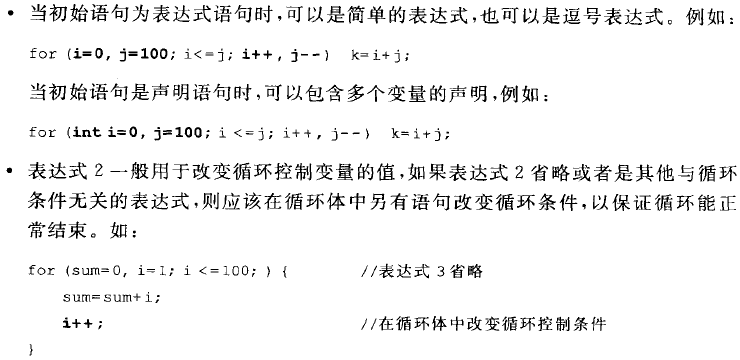 • 当初始语句为表达式语句时,可以是简单的表达式,也可以是逗号表达式。例如:
for (i=0, j=100; i<=j; i++, j--) k=i+j;
当初始语句是声明语句时,可以包含多个变量的声明,例如:
for (int i=0, j=100; i <=j; i++, j--) k=i+j;
• 表达式 2 一般用于改变循环控制变量的值,如果表达式 2 省略或者是其他与循环
条件无关的表达式,则应该在循环体中另有语句改变循环条件,以保证循环能正
常结束。如:
for (sum=0, i=1; i <=100; ) { //表达式 3 省略
sum=sum+i;
i++; //在循环体中改变循环控制条件
}